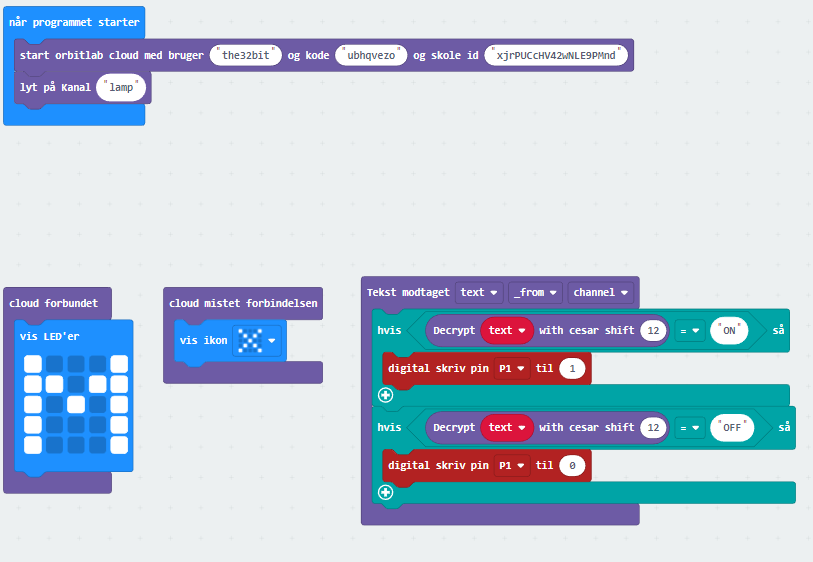 når programmet starter
start orbitlab cloud med bruger "the32bit" og kode "ubhqvezo" og skole id "xjrPUCcHV42wNLE9PMnd"
lyt på Kanal "lamp"
cloud forbundet
vis LED'er
cloud mistet forbindelsen
vis ikon
Tekst modtaget text _from channel
hvis Decrypt text with cesar shift 12 = "ON" så
digital skriv pin P1 til 1
hvis Decrypt text with cesar shift 12 = "OFF" så
digital skriv pin P1 til 0